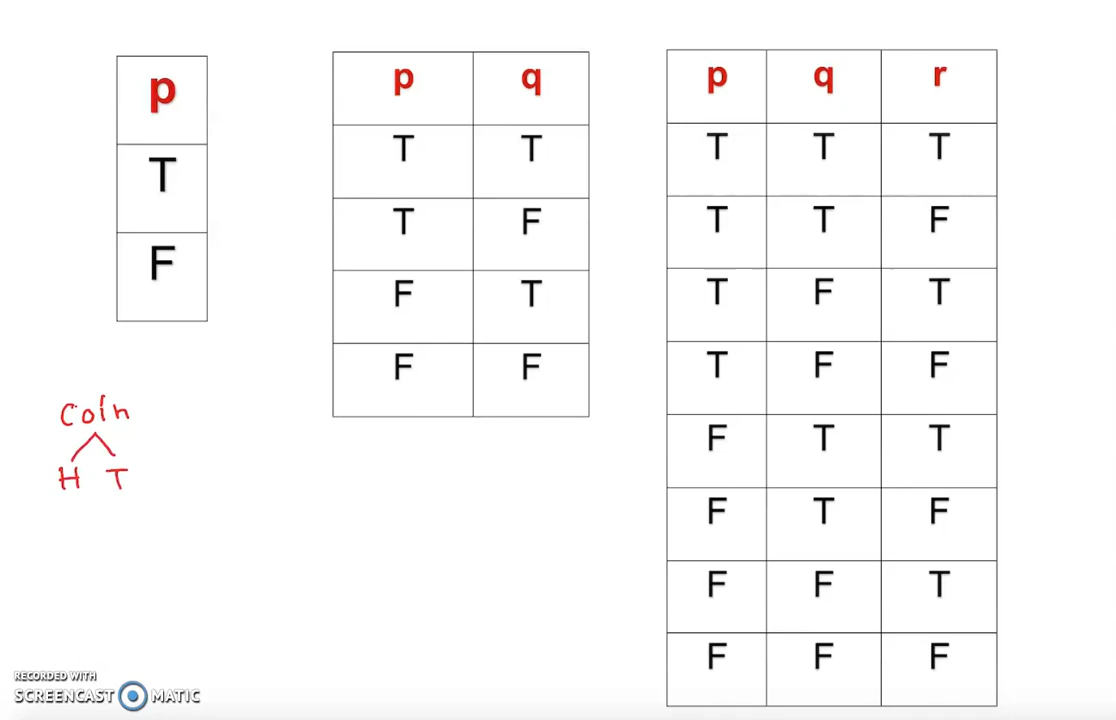 p
T
F
p q
T T
T F
F T
F F
p q r
T T T
T T F
T F T
T F F
F T T
F T F
F F T
F F F
Coin
H T
RECORDED WITH
SCREENCAST MATIC